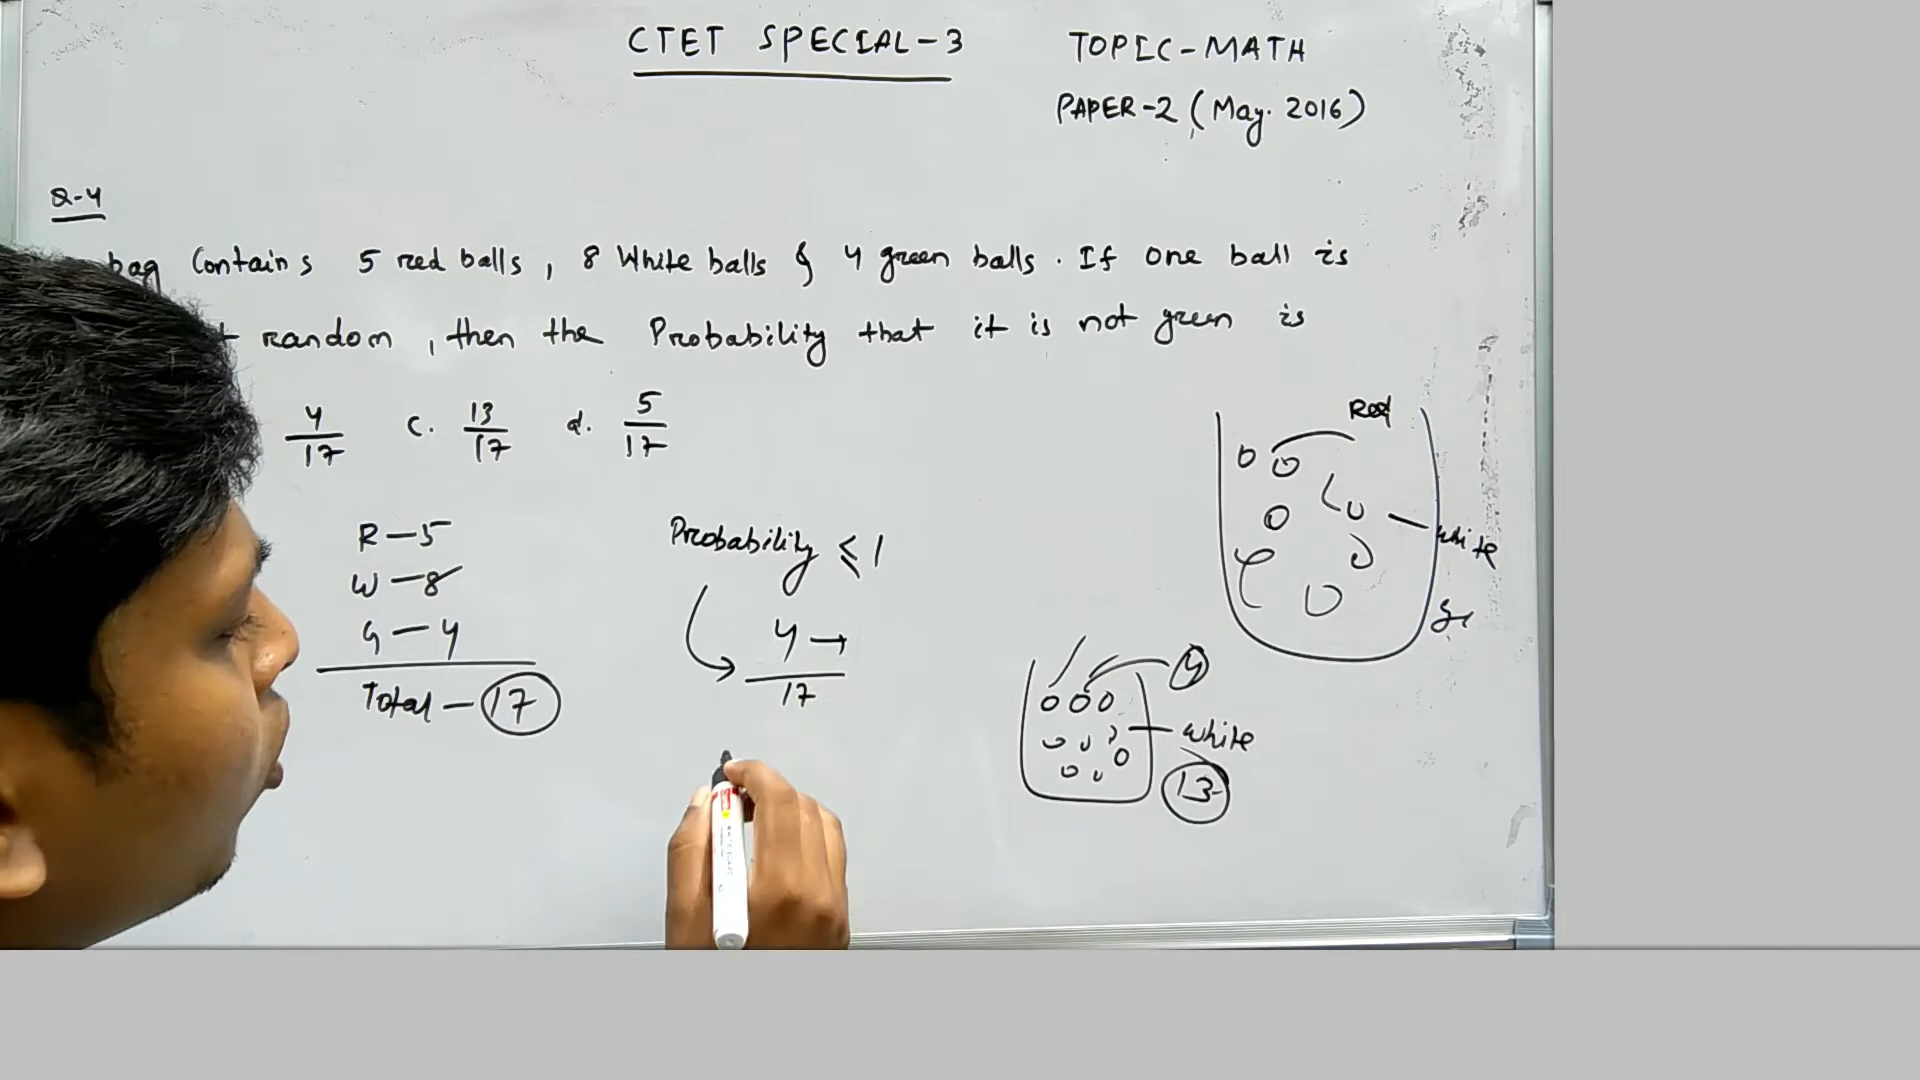 CTET SPECIAL-3
TOPIC-MATH
PAPER-2 (May. 2016)
Q-4
bag Contains 5 red balls, 8 White balls & 4 green balls. If one ball is
random, then the Probability that it is not green is
4/17 c. 13/17 d. 5/17
R-5
W-8
G-4
Total-17
Probability ≤ 1
4
17
Red
white
4
white
13